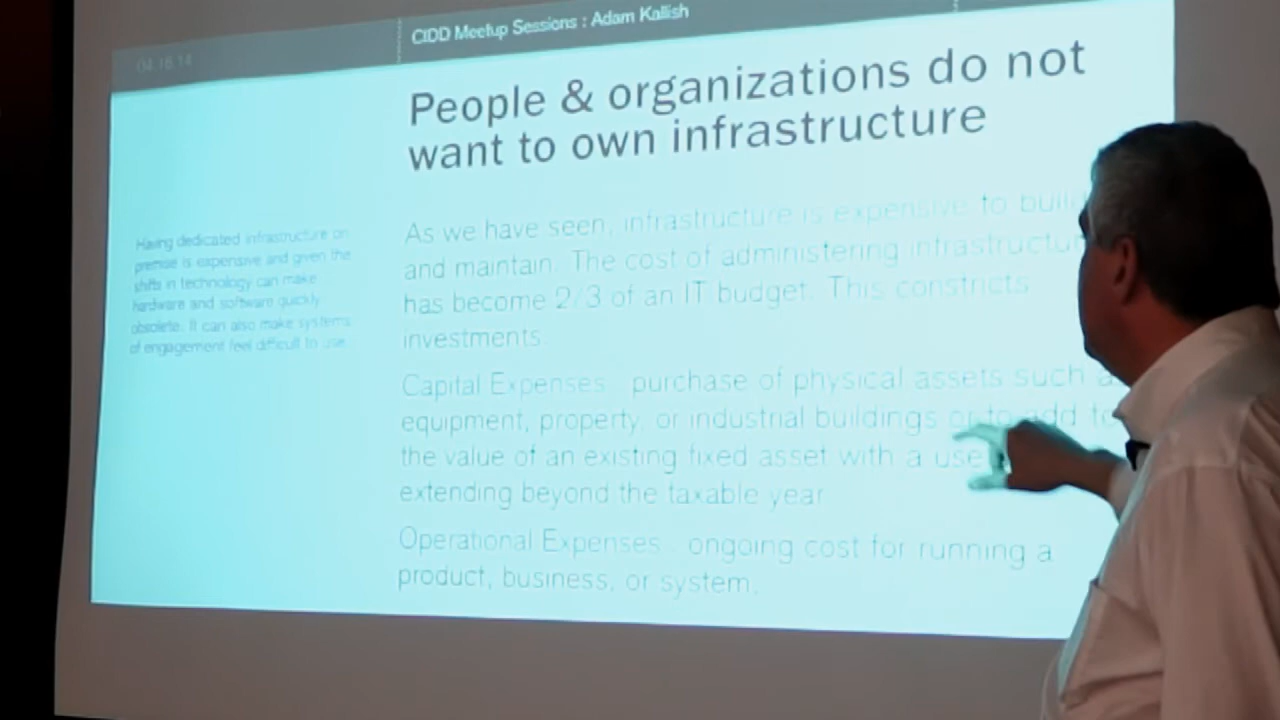 04.16.14
CIDD Meetup Sessions : Adam Kallish
People & organizations do not
want to own infrastructure
Having dedicated infrastructure on
premise is expensive and given the
shifts in technology can make
hardware and software quickly
obsolete. It can also make systems
of engagement feel difficult to use.
As we have seen, infrastructure is expensive to build
and maintain. The cost of administering
has become 2/3 of an IT budget. This constricts
investments.
Capital Expenses : purchase of physical assets such
equipment, property, or industrial buildings or to add to
the value of an existing fixed asset with a
extending beyond the taxable year
Operational Expenses : ongoing cost for running a
product, business, or system.